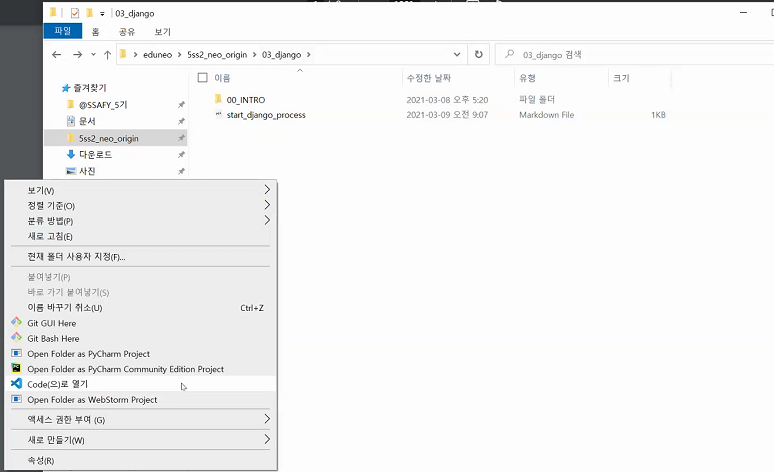 03_django
파일 홈 공유 보기
eduneo 5ss2_neo_origin 03_django
03_django 검색
이름 수정한 날짜 유형 크기
즐겨찾기
@SSAFY_5기
문서
5ss2_neo_origin
다운로드
사진
00_INTRO 2021-03-08 오후 5:20 파일 폴더
start_django_process 2021-03-09 오전 9:07 Markdown File 1KB
보기(V)
정렬 기준(O)
분류 방법(P)
새로 고침(E)
현재 폴더 사용자 지정(F)...
붙여넣기(P)
바로 가기 붙여넣기(S)
이름 바꾸기 취소(U) Ctrl+Z
Git GUI Here
Git Bash Here
Open Folder as PyCharm Project
Open Folder as PyCharm Community Edition Project
Code(으)로 열기
Open Folder as WebStorm Project
액세스 권한 부여 (G)
새로 만들기(W)
속성(R)